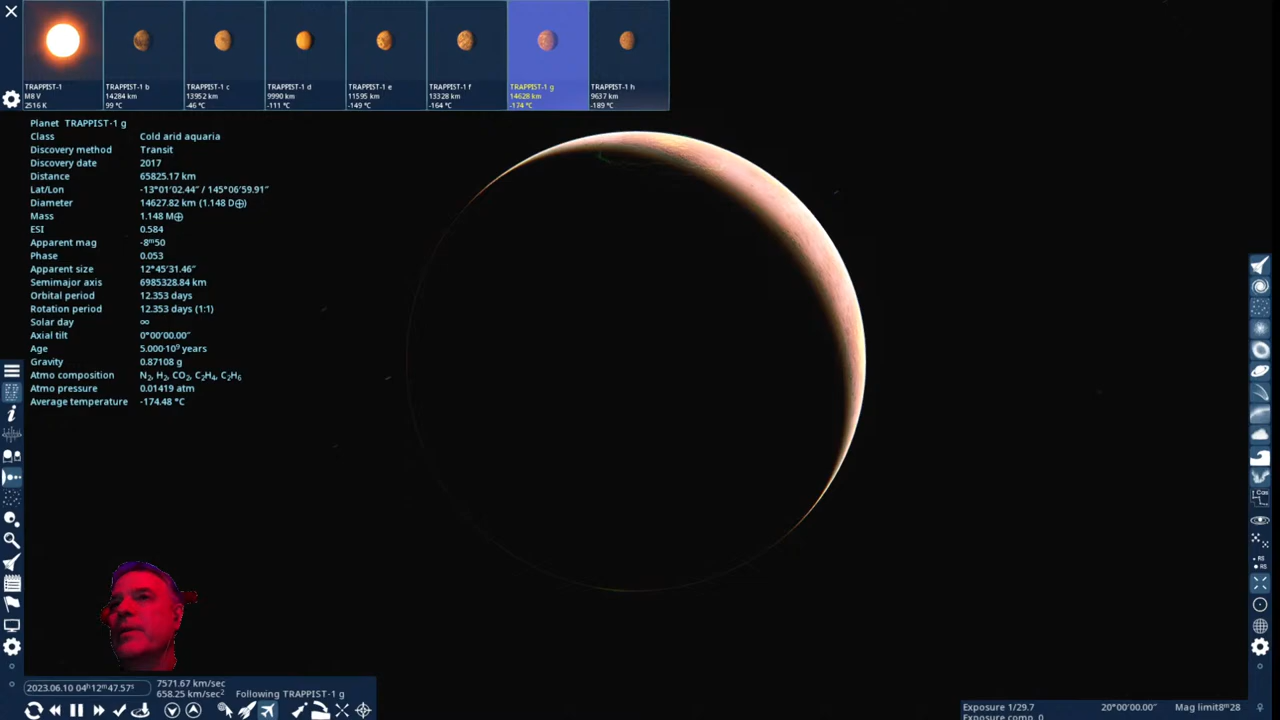 TRAPPIST-1
M8 V
2516 K
TRAPPIST-1 b
14284 km
99 °C
TRAPPIST-1 c
13952 km
-46 °C
TRAPPIST-1 d
9990 km
-111 °C
TRAPPIST-1 e
11595 km
-149 °C
TRAPPIST-1 f
13328 km
-164 °C
TRAPPIST-1 g
14628 km
-174 °C
TRAPPIST-1 h
9637 km
-189 °C
Planet TRAPPIST-1 g
Class Cold arid aquaria
Discovery method Transit
Discovery date 2017
Distance 65825.17 km
Lat/Lon -13°01'02.44" / 145°06'59.91"
Diameter 14627.82 km (1.148 D⊕)
Mass 1.148 M⊕
ESI 0.584
Apparent mag -8ᵐ50
Phase 0.053
Apparent size 12°45'31.46"
Semimajor axis 6985328.84 km
Orbital period 12.353 days
Rotation period 12.353 days (1:1)
Solar day ∞
Axial tilt 0°00'00.00"
Age 5.000·10⁹ years
Gravity 0.87108 g
Atmo composition N₂, H₂, CO₂, C₂H₄, C₂H₆
Atmo pressure 0.01419 atm
Average temperature -174.48 °C
Cas
RS
RS
2023.06.10 04ʰ12ᵐ47.57ˢ
7571.67 km/sec
658.25 km/sec² Following TRAPPIST-1 g
Exposure 1/29.7 20°00'00.00" Mag limit8ᵐ28
Exposure comp. 0